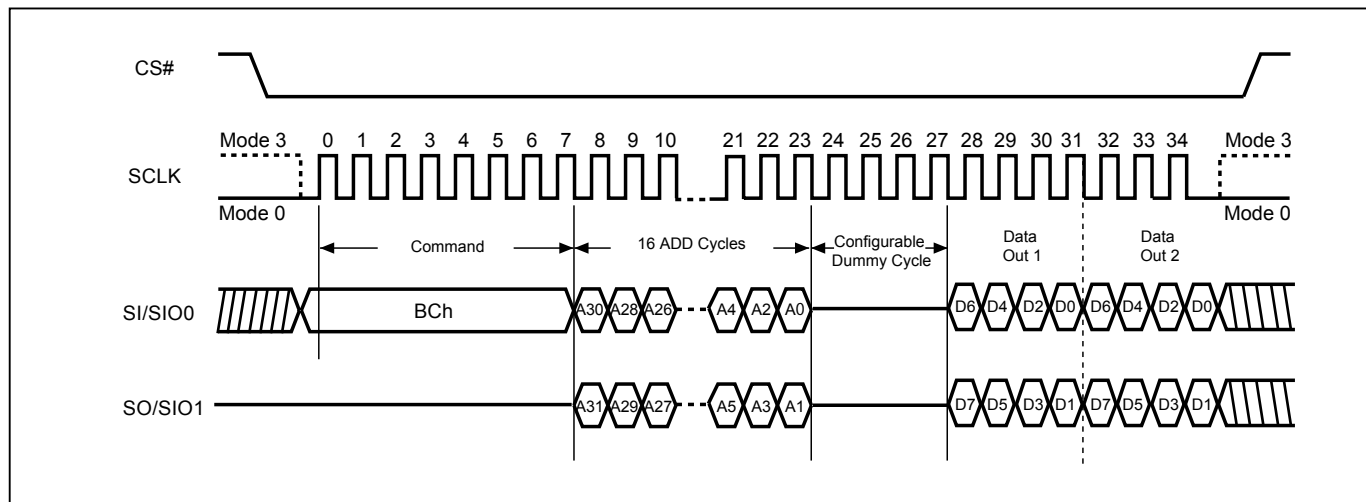 CS#
Mode 3 0 1 2 3 4 5 6 7 8 9 10 21 22 23 24 25 26 27 28 29 30 31 32 33 34 Mode 3
SCLK
Mode 0 Mode 0
Command 16 ADD Cycles Configurable Dummy Cycle Data Out 1 Data Out 2
SI/SIO0 BCh A30 A28 A26 A4 A2 A0 D6 D4 D2 D0 D6 D4 D2 D0
SO/SIO1 A31 A29 A27 A5 A3 A1 D7 D5 D3 D1 D7 D5 D3 D1